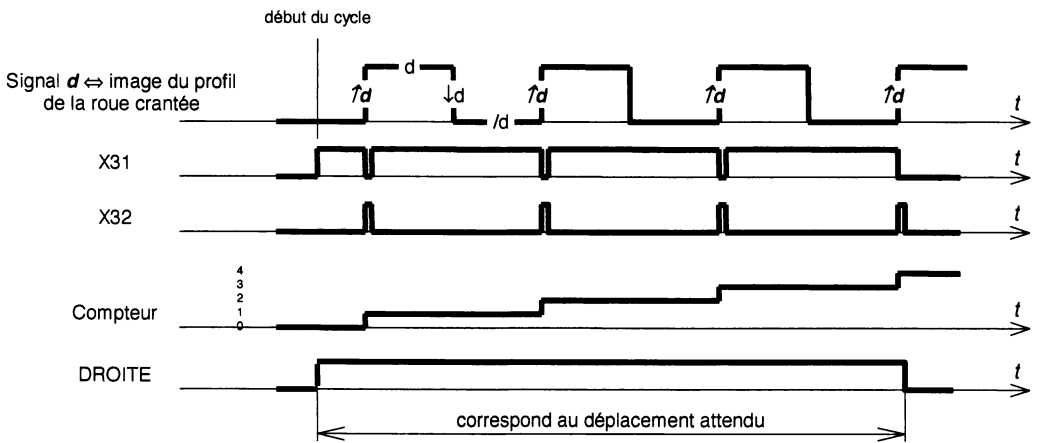 début du cycle
Signal d ⇔ image du profil
de la roue crantée
d
↑d
↓d
/d
↑d
↑d
↑d
t
X31
t
X32
t
4
3
2
1
0
Compteur
t
DROITE
t
correspond au déplacement attendu